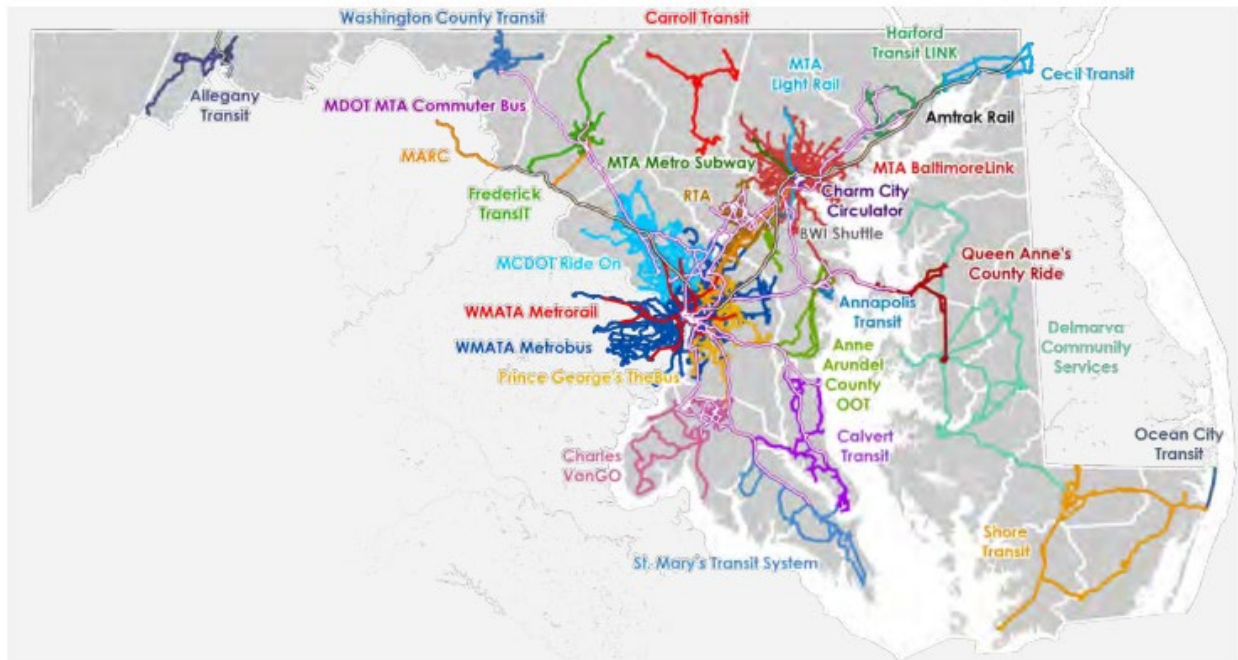 Washington County Transit
Carroll Transit
Harford
Transit LINK
MTA
Light Rail
Cecil Transit
Allegany
Transit
MDOT MTA Commuter Bus
Amtrak Rail
MARC
MTA Metro Subway
MTA BaltimoreLink
Frederick
TransIT
RTA
Charm City
Circulator
BWI Shuttle
MCDOT Ride On
Queen Anne's
County Ride
WMATA Metrorail
Annapolis
Transit
WMATA Metrobus
Delmarva
Community
Services
Prince George's TheBus
Anne
Arundel
County
OOT
Calvert
Transit
Ocean City
Transit
Charles
VanGO
Shore
Transit
St. Mary's Transit System